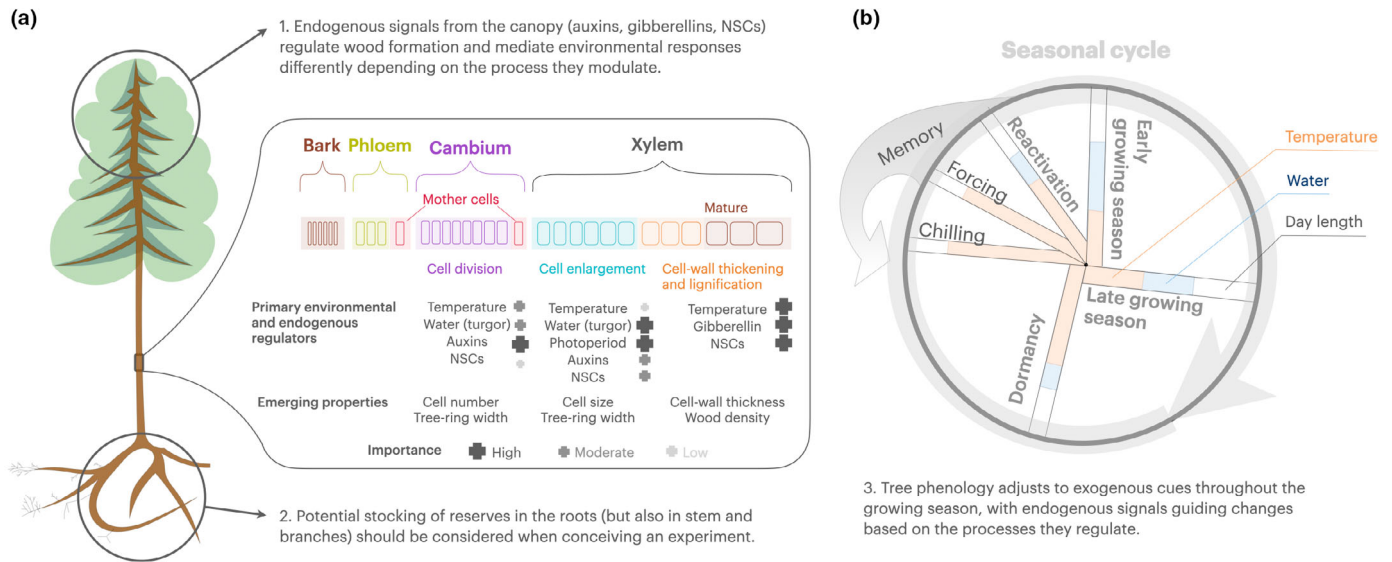 (a)
1. Endogenous signals from the canopy (auxins, gibberellins, NSCs)
regulate wood formation and mediate environmental responses
differently depending on the process they modulate.
Bark
Phloem
Cambium
Xylem
Mother cells
Mature
Cell division
Cell enlargement
Cell-wall thickening
and lignification
Primary environmental
and endogenous
regulators
Temperature
Water (turgor)
Auxins
NSCs
Temperature
Water (turgor)
Photoperiod
Auxins
NSCs
Temperature
Gibberellin
NSCs
Emerging properties
Cell number
Tree-ring width
Cell size
Tree-ring width
Cell-wall thickness
Wood density
Importance
High
Moderate
Low
2. Potential stocking of reserves in the roots (but also in stem and
branches) should be considered when conceiving an experiment.
(b)
Seasonal cycle
Memory
Chilling
Forcing
Reactivation
Early
growing season
Late growing
season
Dormancy
Temperature
Water
Day length
3. Tree phenology adjusts to exogenous cues throughout the
growing season, with endogenous signals guiding changes
based on the processes they regulate.